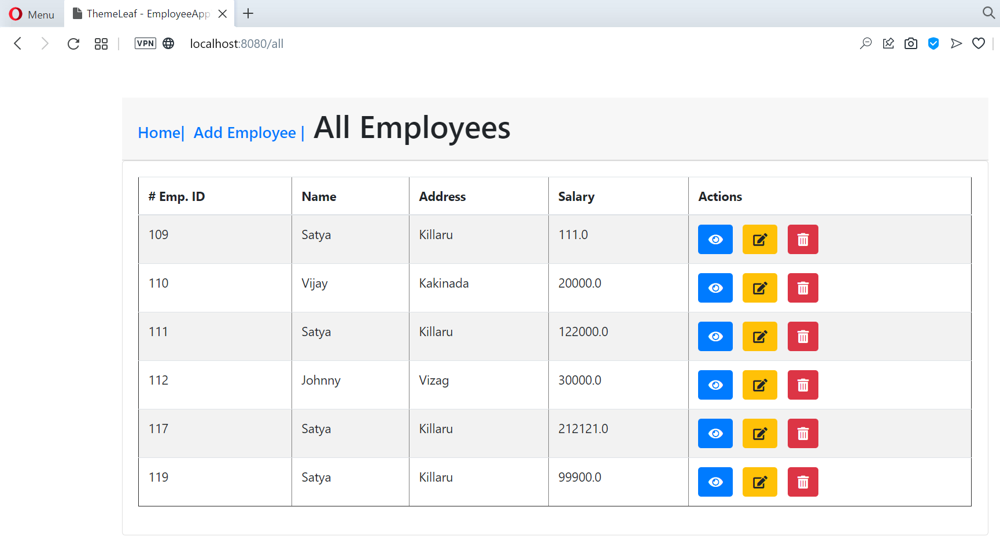 Menu
ThemeLeaf - EmployeeApp
VPN
localhost:8080/all
Home| Add Employee | All Employees
# Emp. ID Name Address Salary Actions
109 Satya Killaru 111.0
110 Vijay Kakinada 20000.0
111 Satya Killaru 122000.0
112 Johnny Vizag 30000.0
117 Satya Killaru 212121.0
119 Satya Killaru 99900.0